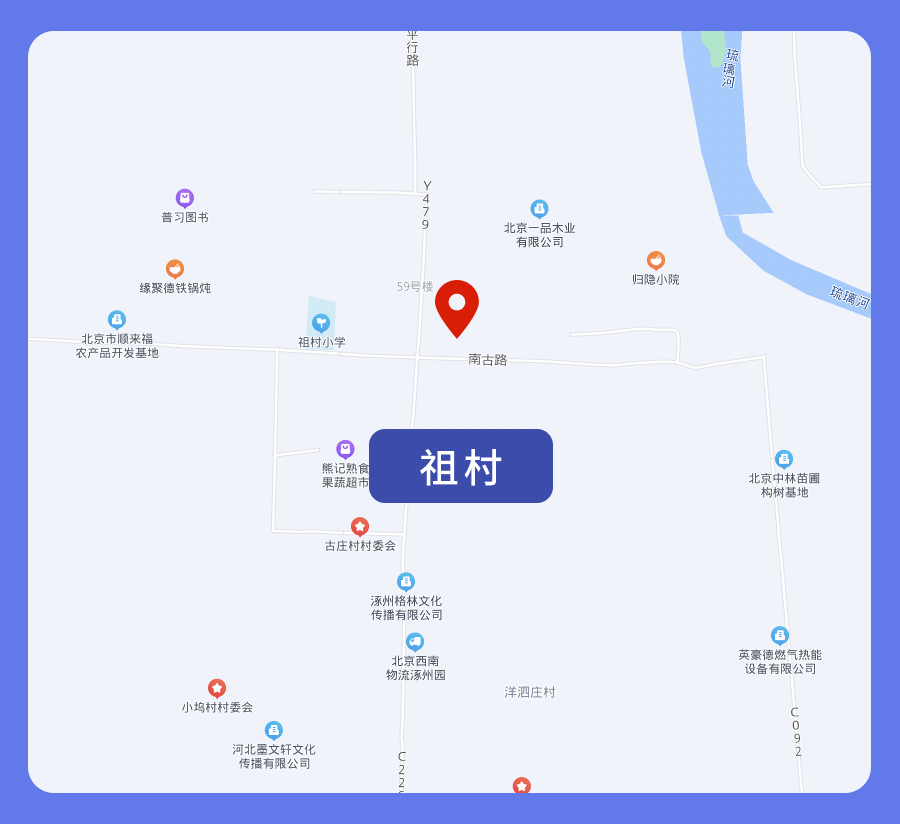 平行路
琉璃河
Y479
普习图书
北京一品木业
有限公司
缘聚德铁锅炖
归隐小院
59号楼
琉璃河
北京市顺来福
农产品开发基地
祖村小学
南古路
熊记熟食
果蔬超市
祖村
北京中林苗圃
构树基地
古庄村村委会
涿州格林文化
传播有限公司
北京西南
物流涿州园
英豪德燃气热能
设备有限公司
小坞村村委会
洋泗庄村
C092
河北墨文轩文化
传播有限公司
C22